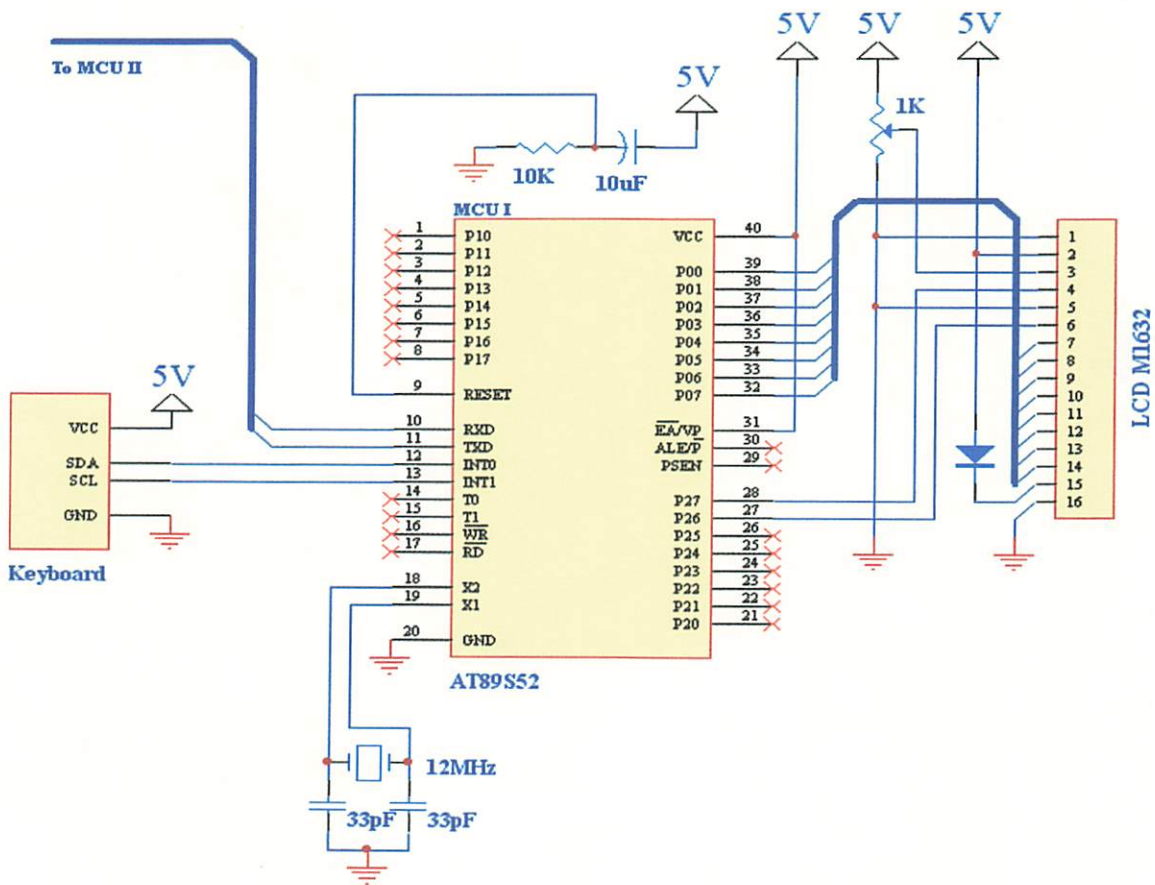 To MCU II
5V
5V
5V
5V
1K
10K
10uF
MCU I
1 P10
2 P11
3 P12
4 P13
5 P14
6 P15
7 P16
8 P17
9 RESET
10 RXD
11 TXD
12 INT0
13 INT1
14 T0
15 T1
16 WR
17 RD
18 X2
19 X1
20 GND
VCC 40
P00 39
P01 38
P02 37
P03 36
P04 35
P05 34
P06 33
P07 32
EA/VP 31
ALE/P 30
PSEN 29
P27 28
P26 27
P25 26
P24 25
P23 24
P22 23
P21 22
P20 21
AT89S52
5V
VCC
SDA
SCL
GND
Keyboard
1
2
3
4
5
6
7
8
9
10
11
12
13
14
15
16
LCD M1632
12MHz
33pF 33pF